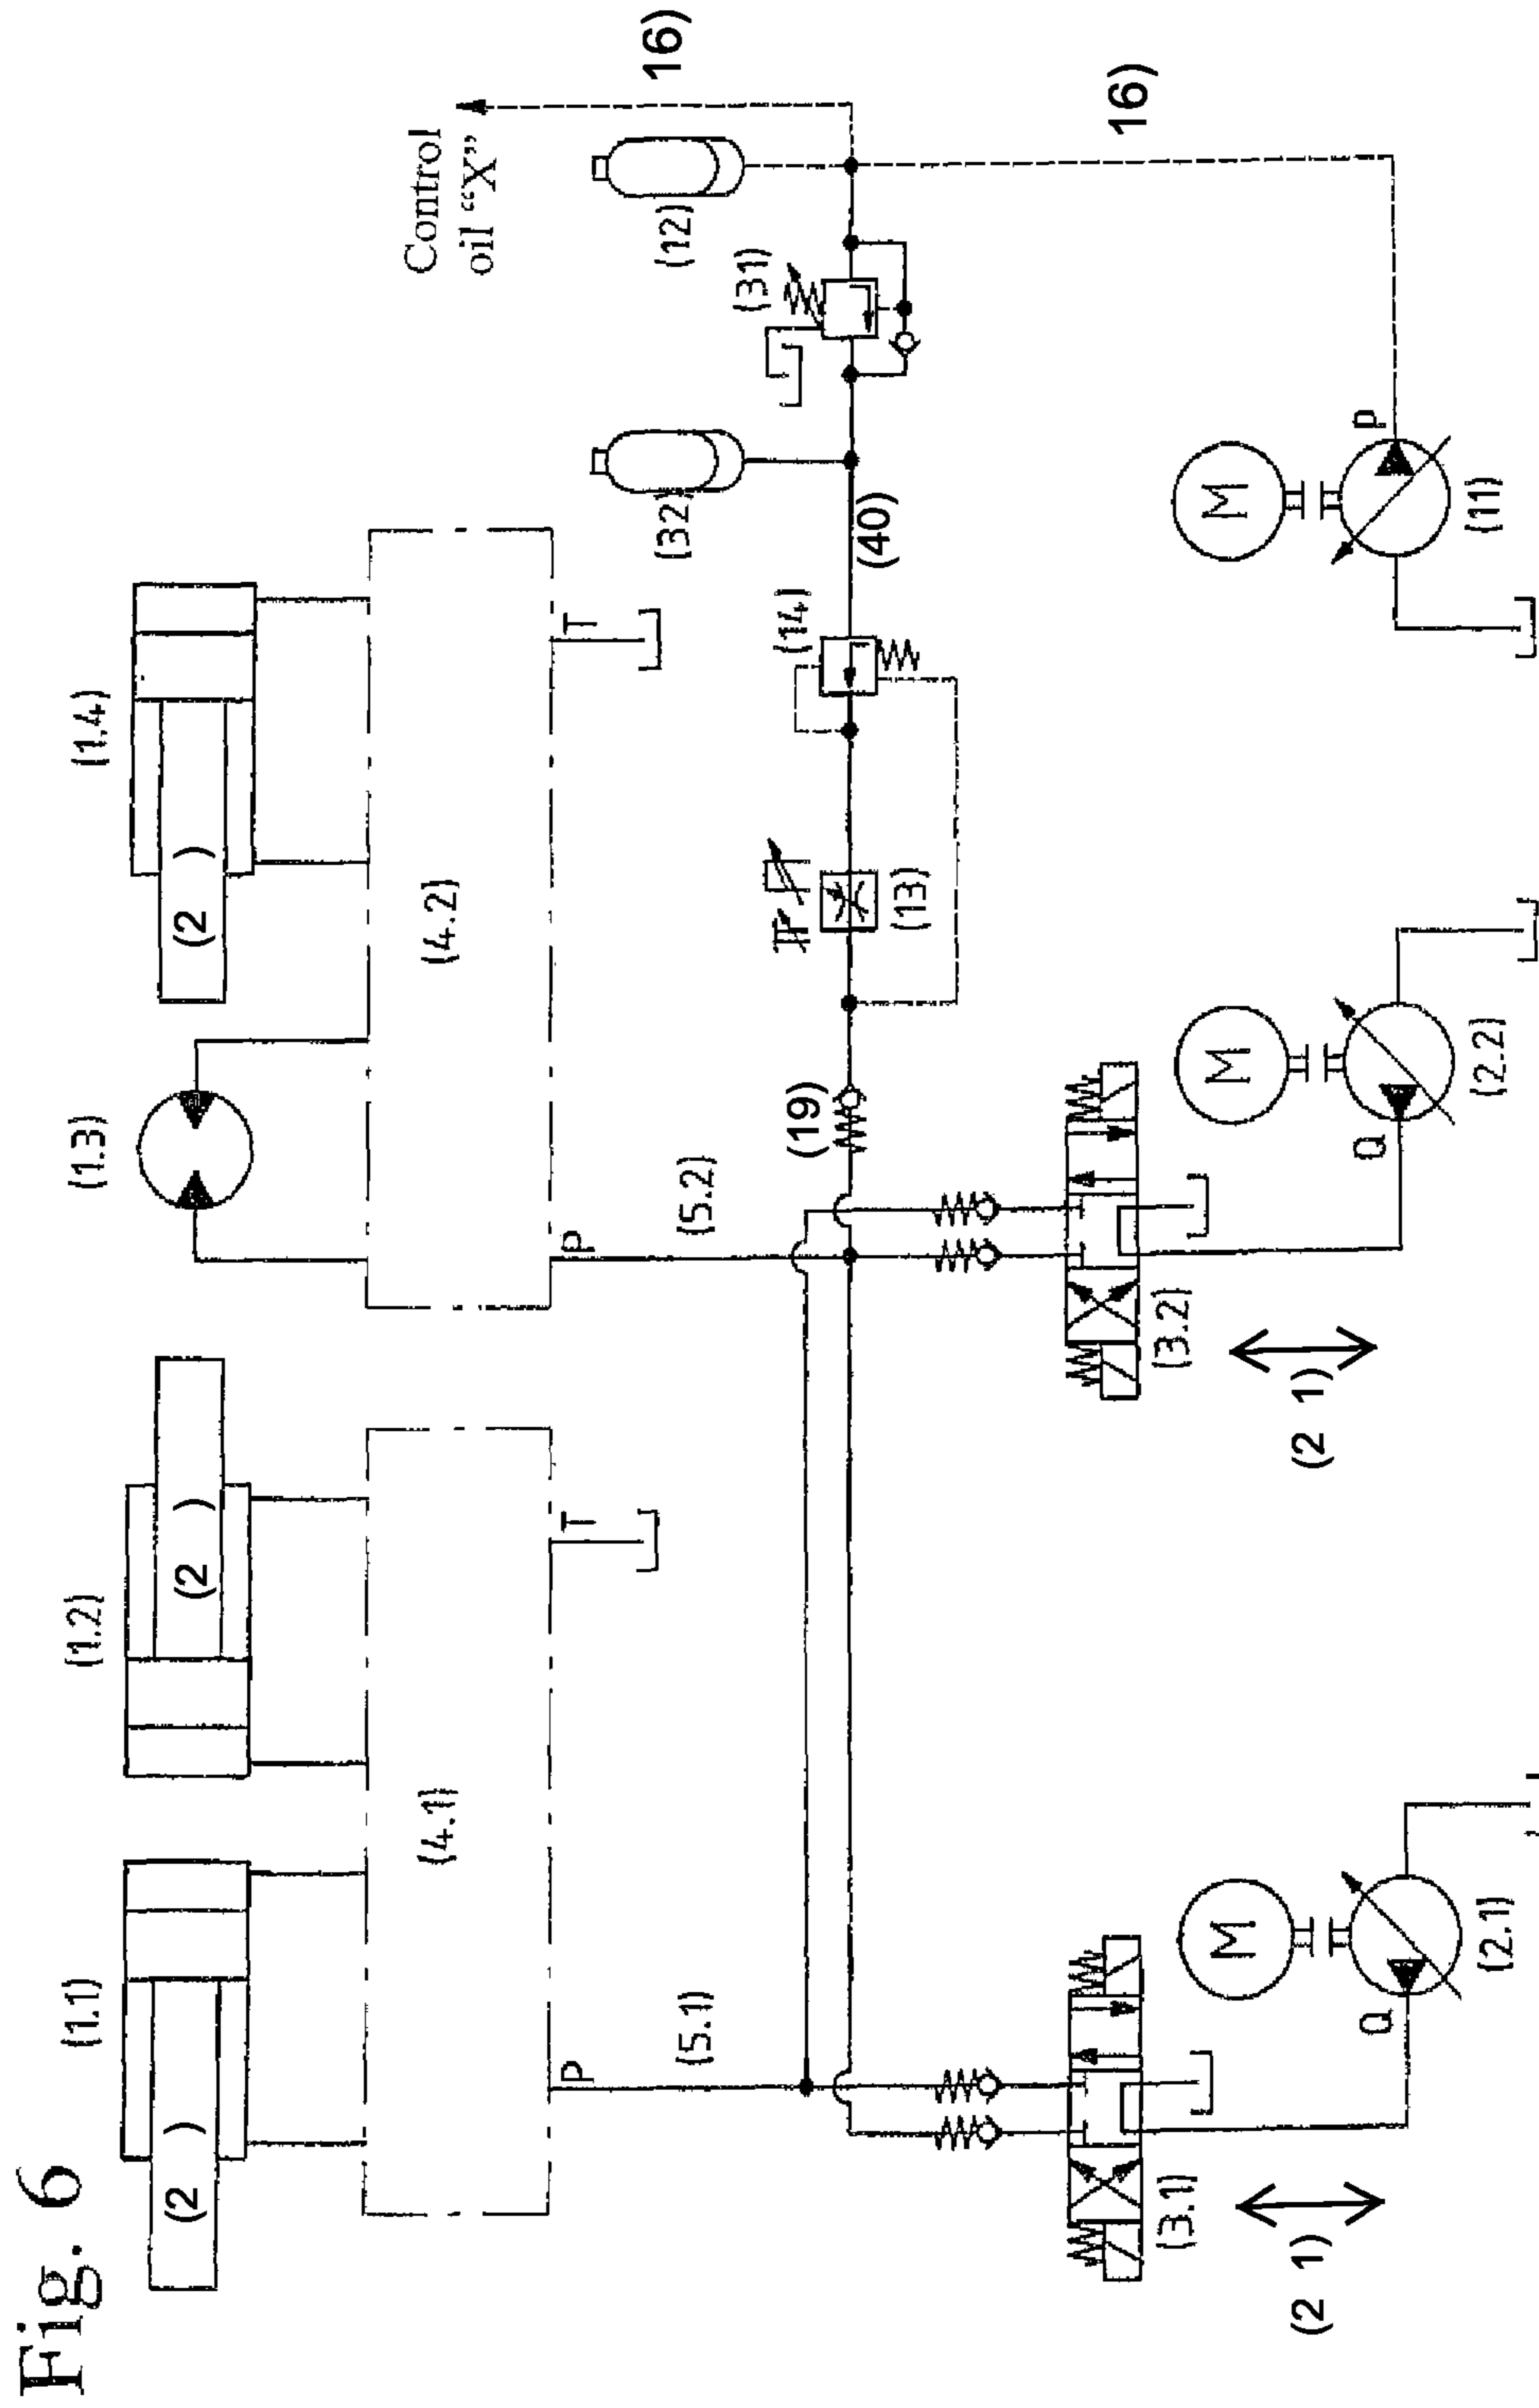 Fig. 6
(1.1)
(1.2)
(1.3)
(1.4)
(2 )
(2 )
(2 )
(4.1)
(4.2)
Control
oil “X”
P
T
P
T
16)
(5.1)
(5.2)
(32)
(12)
(31)
(19)
(14)
(40)
(13)
16)
(3.1)
(3.2)
M
M
M
(2 1)
(2 1)
Q
Q
P
(2.1)
(2.2)
(11)